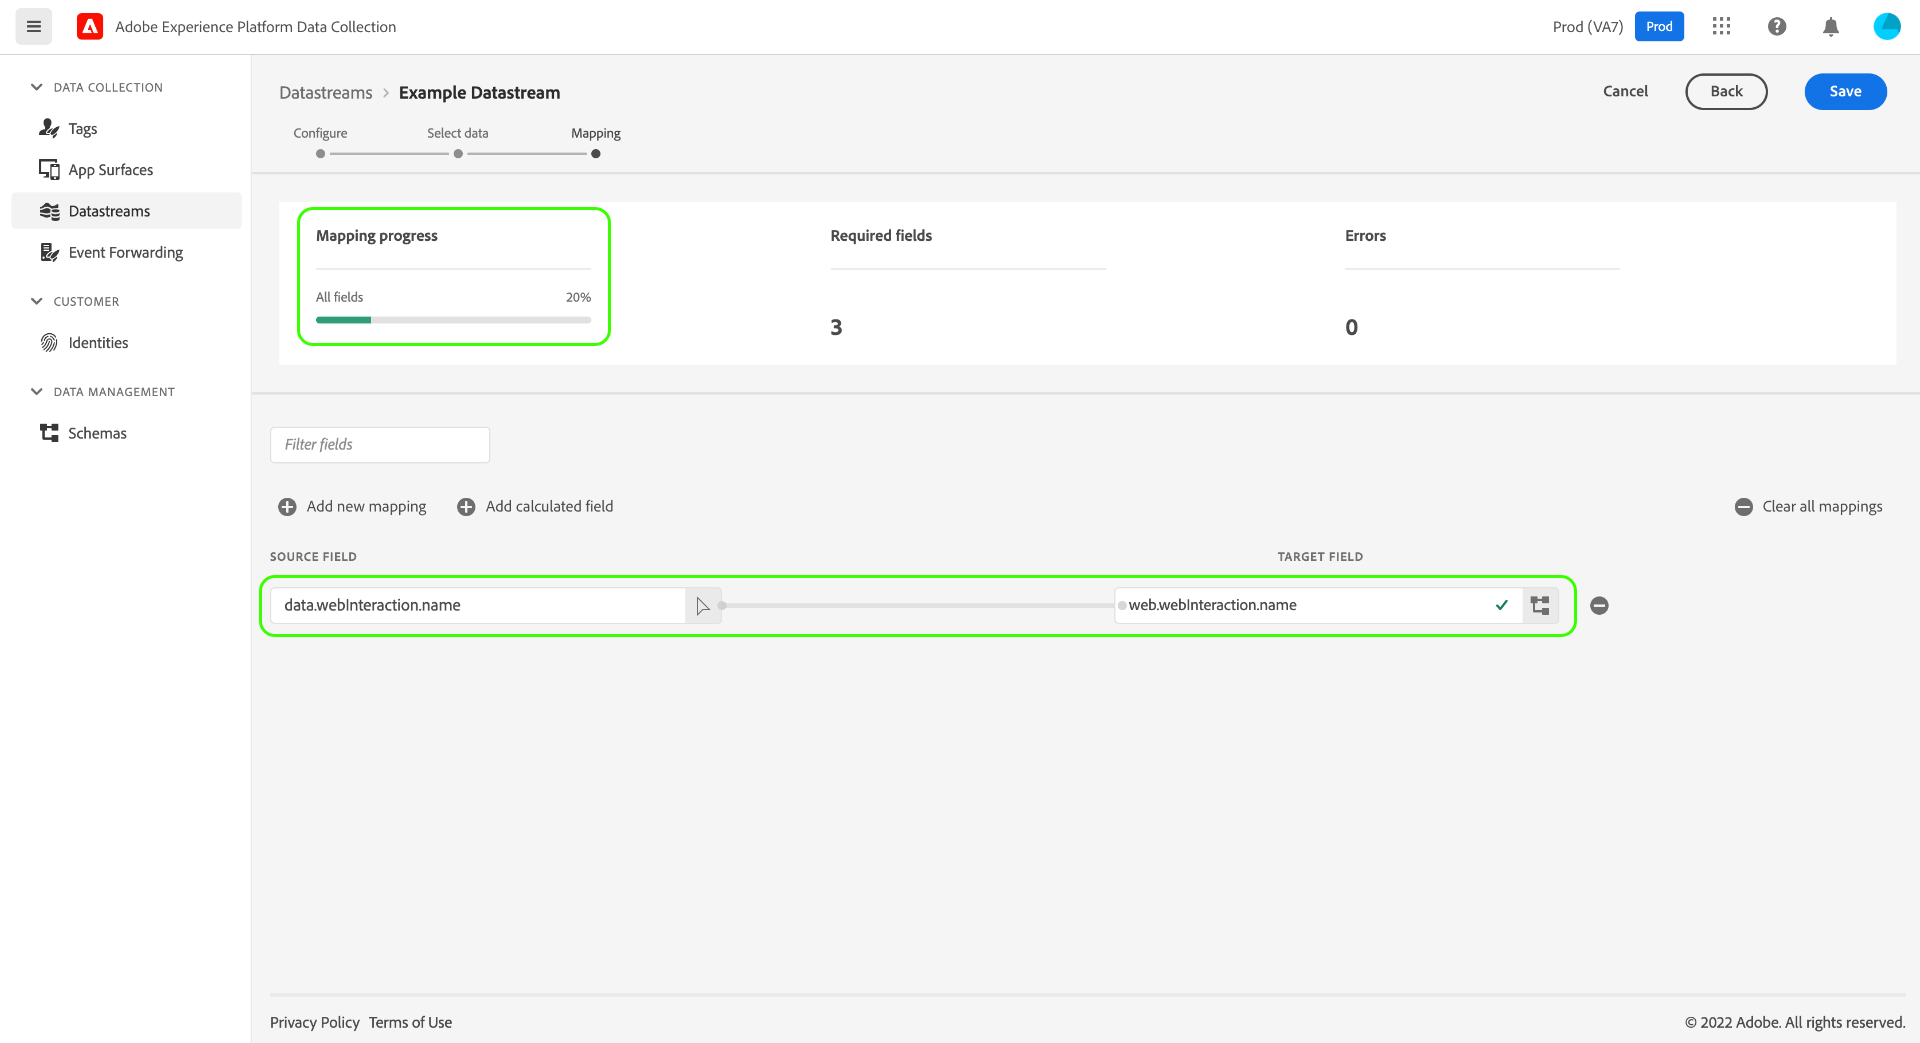 Adobe Experience Platform Data Collection
Prod (VA7) Prod
DATA COLLECTION
Tags
App Surfaces
Datastreams
Event Forwarding
CUSTOMER
Identities
DATA MANAGEMENT
Schemas
Datastreams > Example Datastream
Cancel Back Save
Configure Select data Mapping
Mapping progress
All fields 20%
Required fields
3
Errors
0
Filter fields
Add new mapping Add calculated field Clear all mappings
SOURCE FIELD TARGET FIELD
data.webInteraction.name web.webInteraction.name
Privacy Policy Terms of Use © 2022 Adobe. All rights reserved.